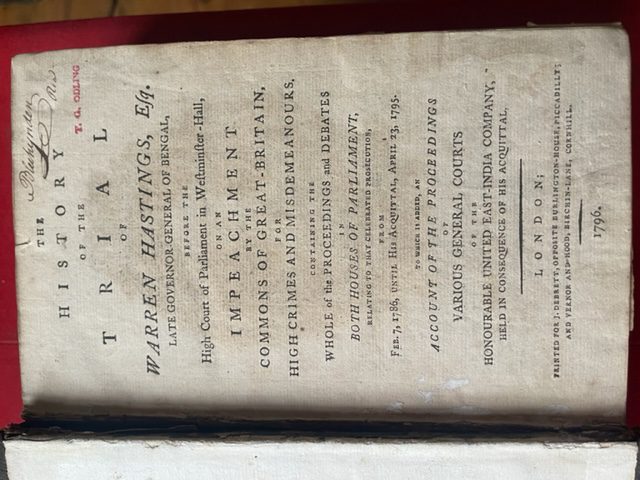 T. G. ODLING
THE
HISTORY
OF THE
TRIAL
OF
WARREN HASTINGS, Eſq.
LATE GOVERNOR-GENERAL OF BENGAL,
BEFORE THE
High Court of Parliament in Weſtminſter-Hall,
ON AN
IMPEACHMENT
BY THE
COMMONS OF GREAT-BRITAIN,
FOR
HIGH CRIMES AND MISDEMEANOURS,
CONTAINING THE
WHOLE of the PROCEEDINGS and DEBATES
IN
BOTH HOUSES OF PARLIAMENT,
RELATING TO THAT CELEBRATED PROSECUTION,
FROM
FEB. 7, 1786, UNTIL HIS ACQUITTAL, APRIL 23, 1795.
TO WHICH IS ADDED, AN
ACCOUNT OF THE PROCEEDINGS
OF
VARIOUS GENERAL COURTS
OF THE
HONOURABLE UNITED EAST-INDIA COMPANY,
HELD IN CONSEQUENCE OF HIS ACQUITTAL.
LONDON;
PRINTED FOR J. DEBRETT, OPPOSITE BURLINGTON-HOUSE, PICCADILLY;
AND VERNOR AND HOOD, BIRCHIN-LANE, CORNHILL.
1796.